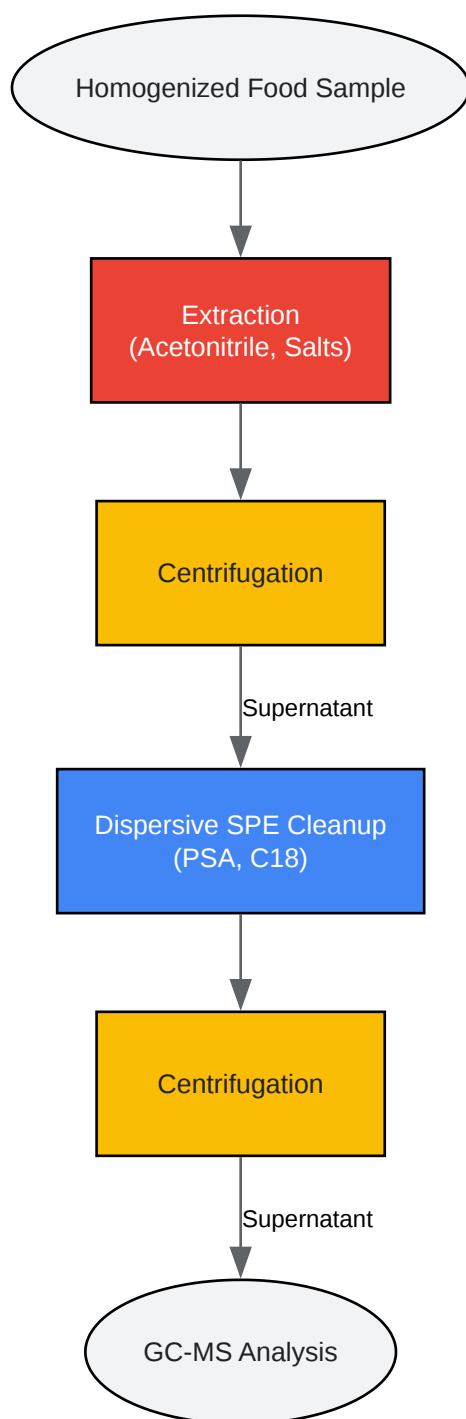 Homogenized Food Sample
Extraction
(Acetonitrile, Salts)
Centrifugation
Supernatant
Dispersive SPE Cleanup
(PSA, C18)
Centrifugation
Supernatant
GC-MS Analysis